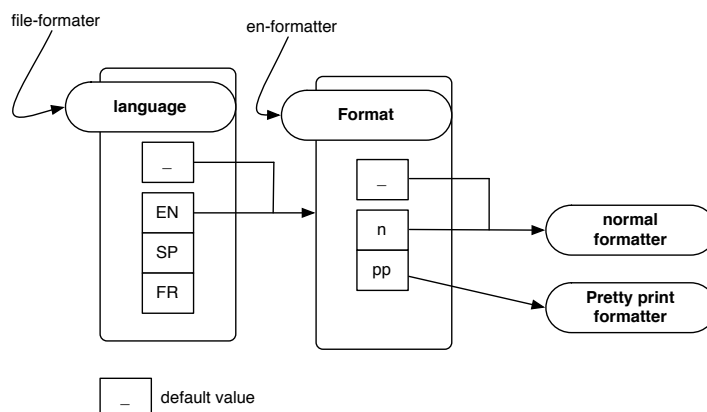 file-formater
en-formatter
language
Format
_
_
EN
n
normal
formatter
SP
pp
FR
Pretty print
formatter
_ default value